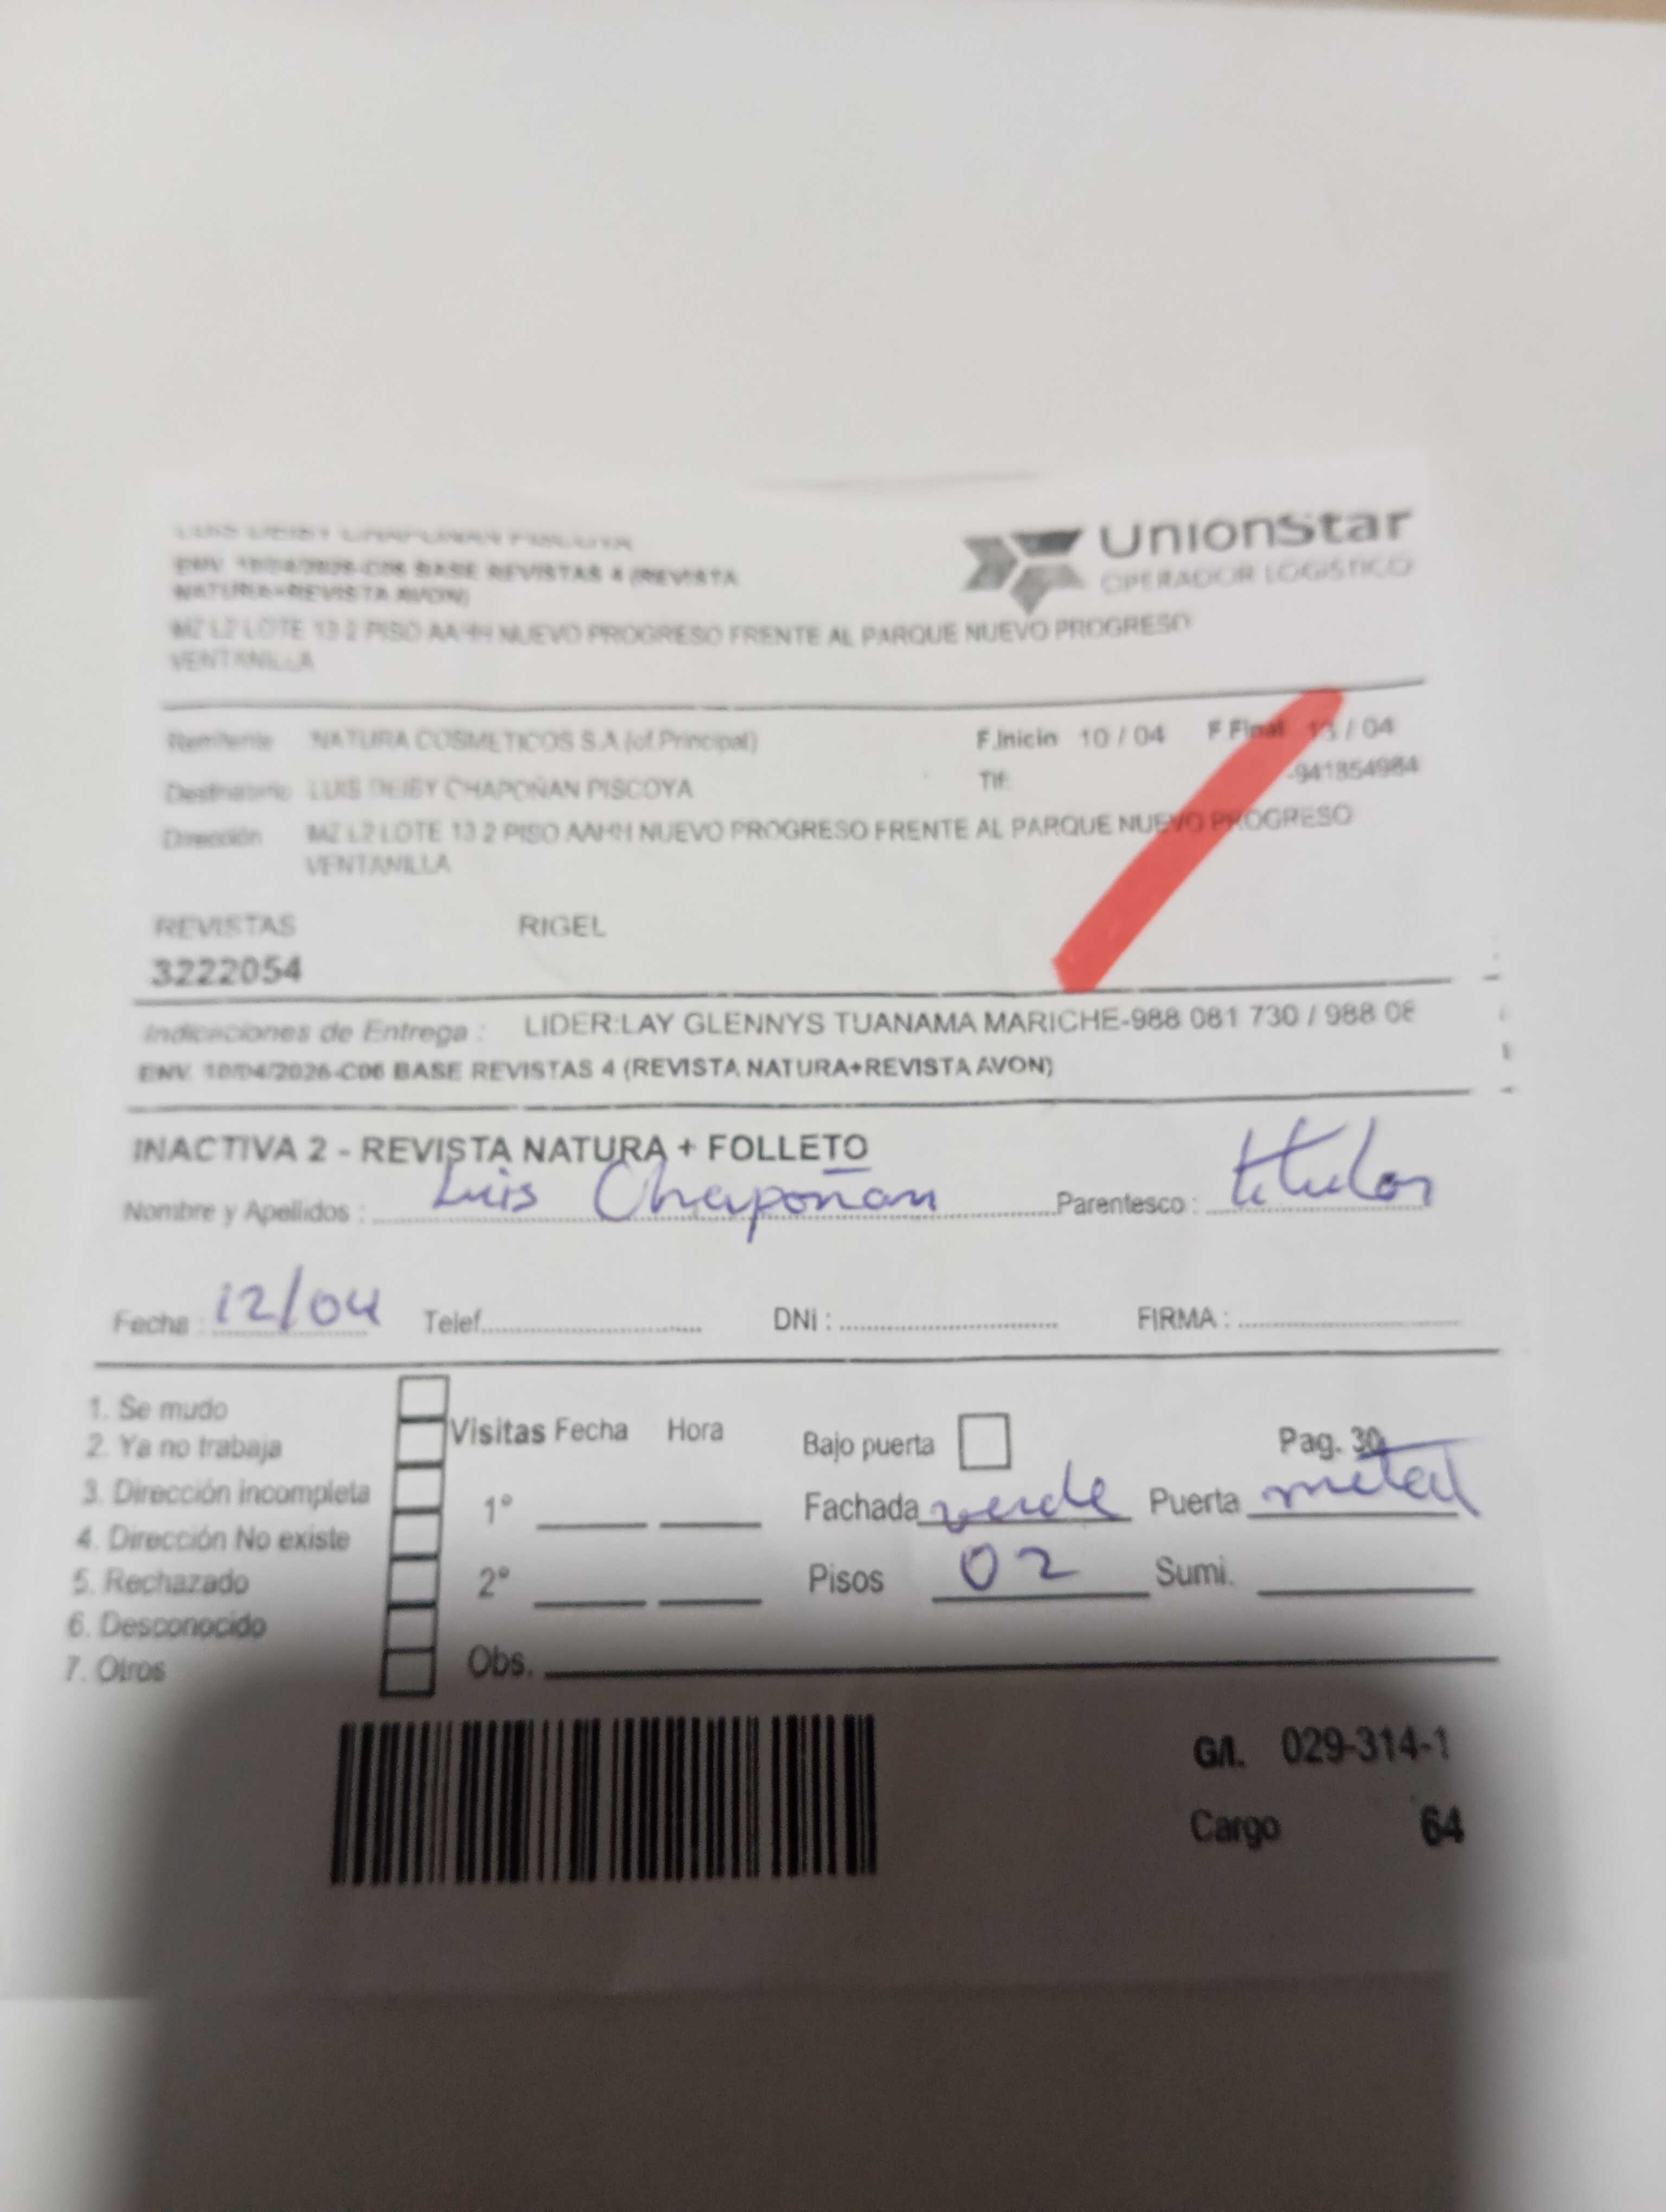 LUIS DEIBY CHAPOÑAN PISCOYA
UnionStar
OPERADOR LOGISTICO
ENV. 10/04/2026-C06 BASE REVISTAS 4 (REVISTA
NATURA+REVISTA AVON)
MZ L2 LOTE 13 2 PISO AAHH NUEVO PROGRESO FRENTE AL PARQUE NUEVO PROGRESO
VENTANILLA
Remitente NATURA COSMETICOS S.A (of.Principal) F.Inicio 10 / 04 F.Final / 04
Destinatario LUIS DEIBY CHAPOÑAN PISCOYA Tlf: -941854984
Dirección MZ L2 LOTE 13 2 PISO AAHH NUEVO PROGRESO FRENTE AL PARQUE NUEVO PROGRESO
VENTANILLA
REVISTAS RIGEL
3222054
Indicaciones de Entrega : LIDER:LAY GLENNYS TUANAMA MARICHE-988 081 730 / 988 08
ENV. 10/04/2026-C06 BASE REVISTAS 4 (REVISTA NATURA+REVISTA AVON)
INACTIVA 2 - REVISTA NATURA + FOLLETO
Nombre y Apellidos : Luis Chapoñan Parentesco : titular
Fecha : 12/04 Telef. DNi : FIRMA :
1. Se mudo
2. Ya no trabaja
3. Dirección incompleta
4. Dirección No existe
5. Rechazado
6. Desconocido
7. Otros
Visitas Fecha Hora
1°
2°
Obs.
Bajo puerta Pag. 30
Fachada verde Puerta metal
Pisos 02 Sumi.
G/I. 029-314-1
Cargo 64